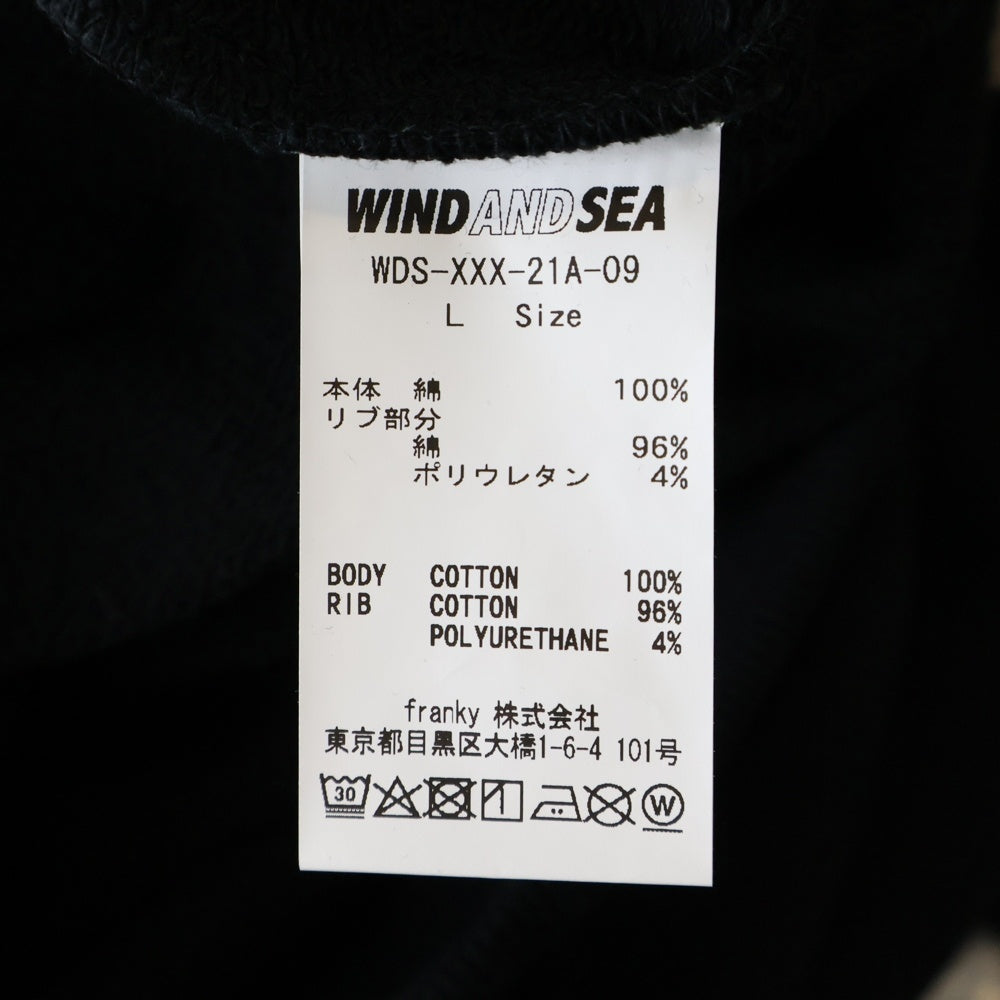 WINDANDSEA
WDS-XXX-21A-09
L Size
本体 綿 100%
リブ部分
綿 96%
ポリウレタン 4%
BODY COTTON 100%
RIB COTTON 96%
POLYURETHANE 4%
franky 株式会社
東京都目黒区大橋1-6-4 101号
30 W